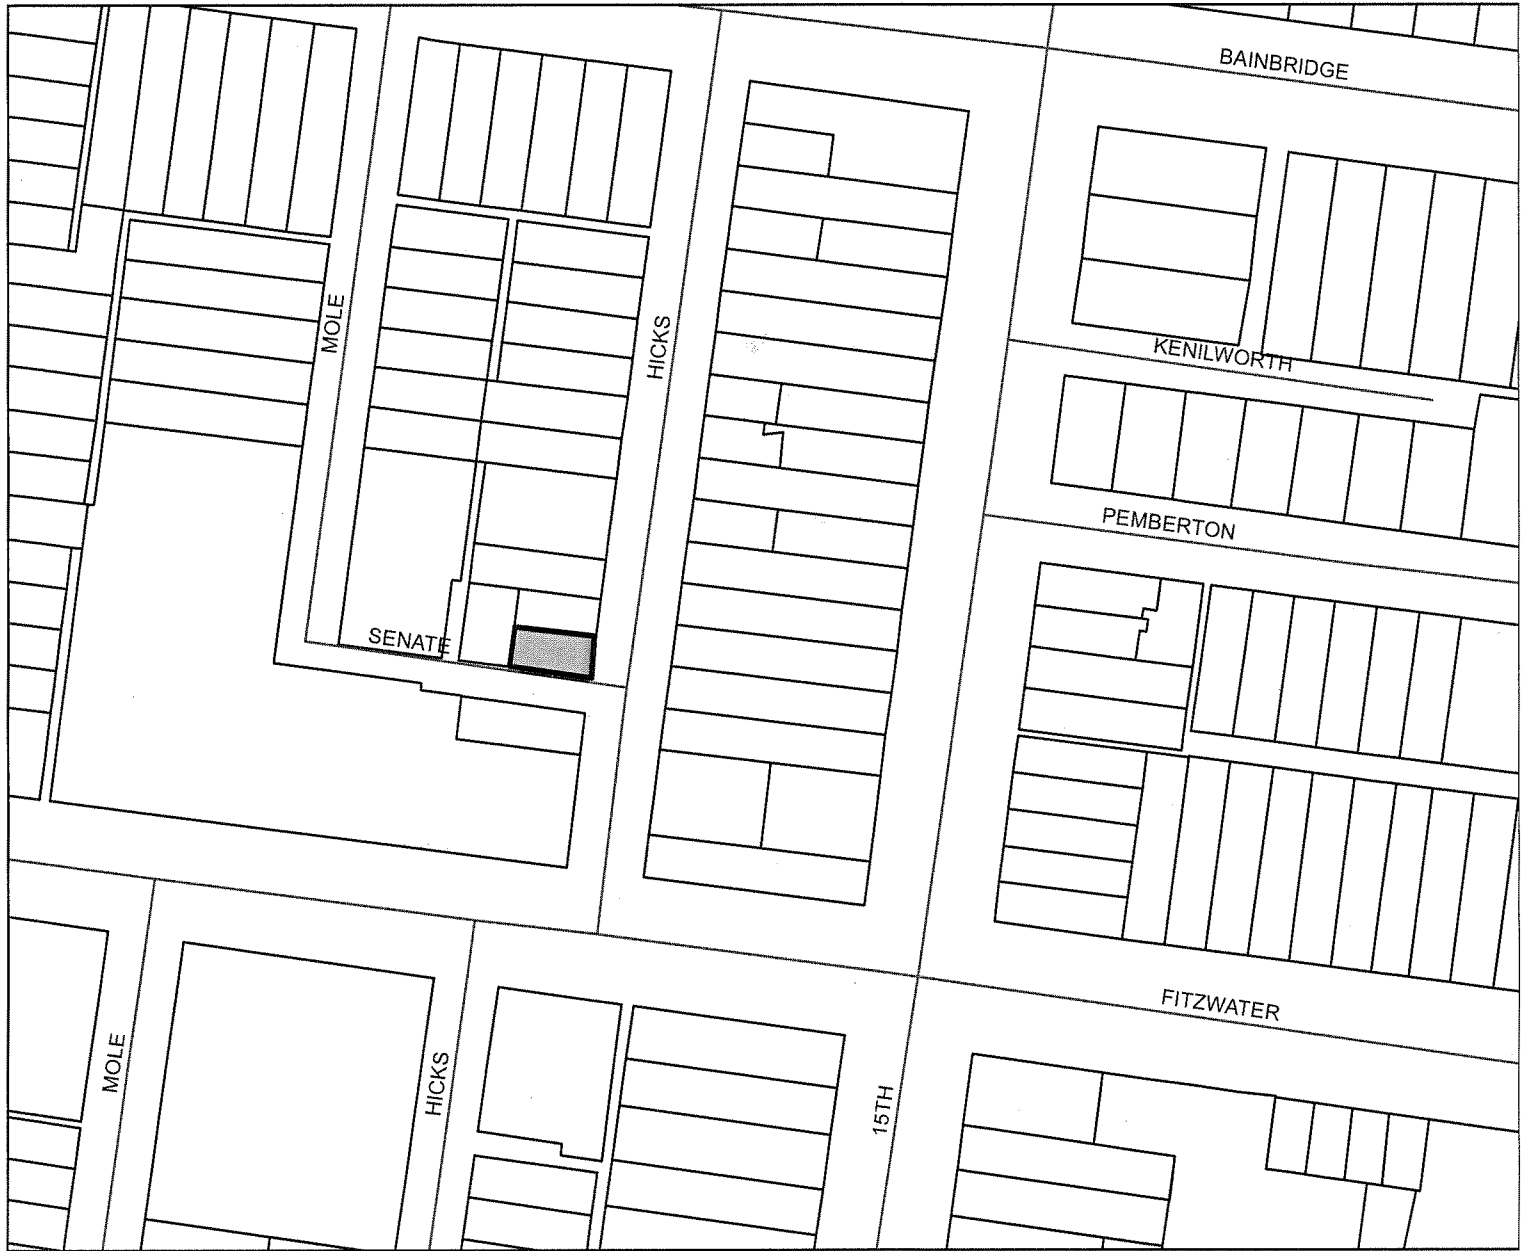 BAINBRIDGE
MOLE
HICKS
KENILWORTH
PEMBERTON
SENATE
FITZWATER
MOLE
HICKS
15TH